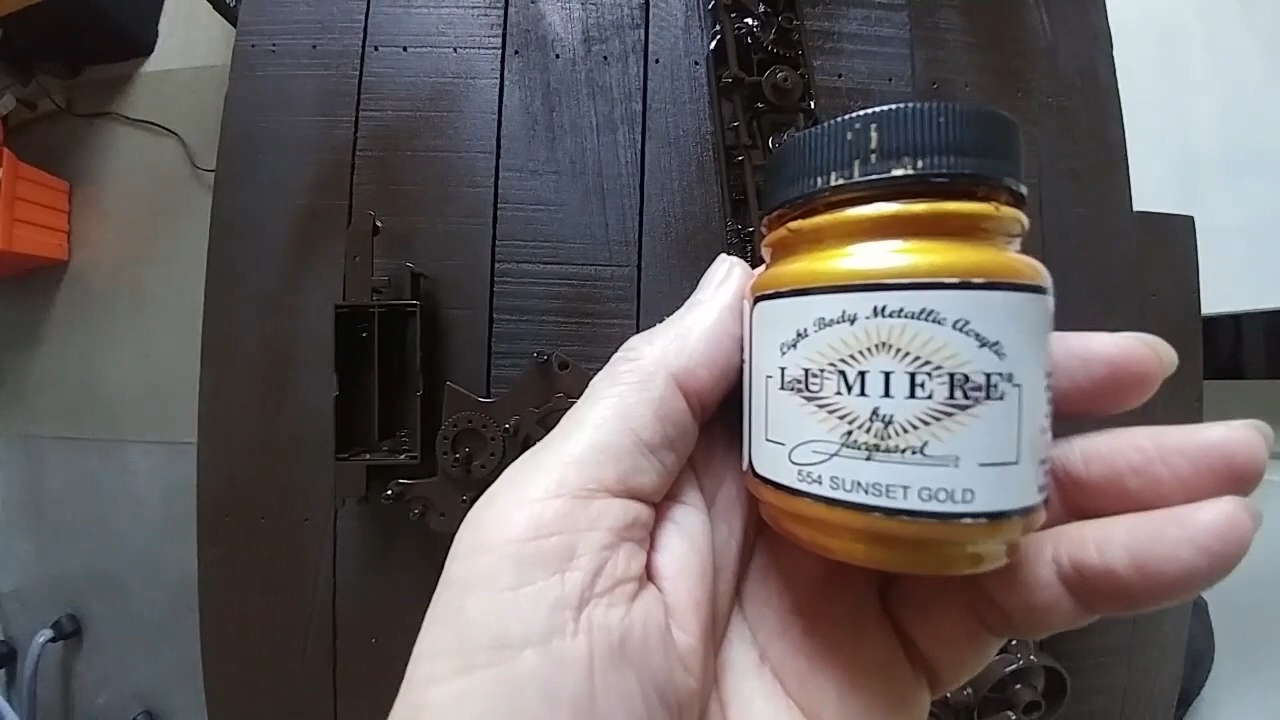 Light Body Metallic Acrylic
LUMIERE®
by
Jacquard
554 SUNSET GOLD